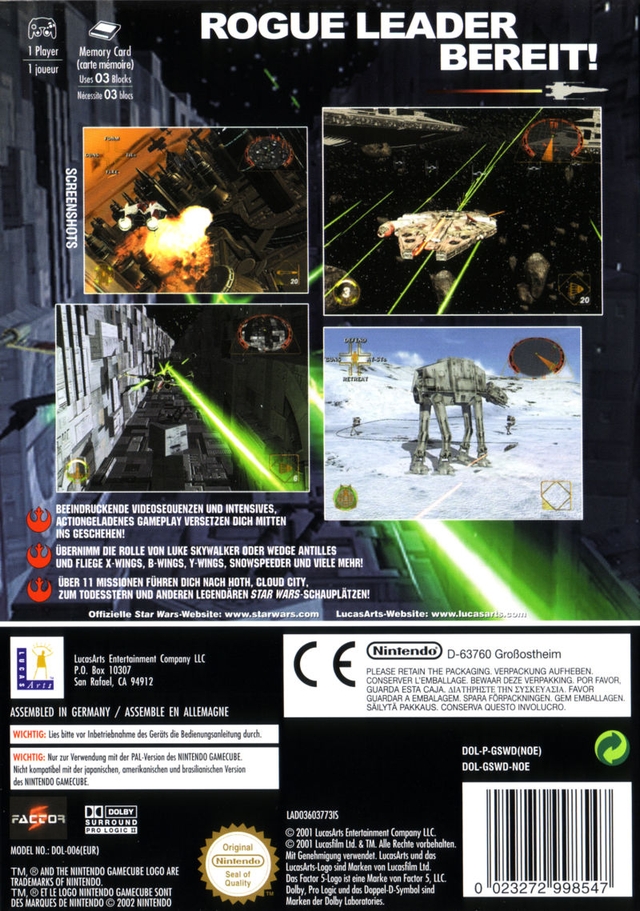 ROGUE LEADER
BEREIT!
1 Player
1 joueur
Memory Card
(carte mémoire)
Uses 03 Blocks
Nécessite 03 blocs
SCREENSHOTS
20
3
20
DEFEND
GUNS
AT-STs
RETREAT
BEEINDRUCKENDE VIDEOSEQUENZEN UND INTENSIVES,
ACTIONGELADENES GAMEPLAY VERSETZEN DICH MITTEN
INS GESCHEHEN!
ÜBERNIMM DIE ROLLE VON LUKE SKYWALKER ODER WEDGE ANTILLES
UND FLIEGE X-WINGS, B-WINGS, Y-WINGS, SNOWSPEEDER UND VIELE MEHR!
ÜBER 11 MISSIONEN FÜHREN DICH NACH HOTH, CLOUD CITY,
ZUM TODESSTERN UND ANDEREN LEGENDÄREN STAR WARS-SCHAUPLÄTZEN!
Offizielle Star Wars-Website: www.starwars.com LucasArts-Website: www.lucasarts.com
LUCAS
Arts
LucasArts Entertainment Company LLC
P.O. Box 10307
San Rafael, CA 94912
CE
Nintendo D-63760 Großostheim
PLEASE RETAIN THE PACKAGING. VERPACKUNG AUFHEBEN.
CONSERVER L'EMBALLAGE. BEWAAR DEZE VERPAKKING. POR FAVOR,
GUARDA ESTA CAJA. ΔΙΑΤΗΡΗΣΤΕ ΤΗΝ ΣΥΣΚΕΥΑΣΙΑ. FAVOR
GUARDAR A EMBALAGEM. SPARA FÖRPACKNINGEN. GEM EMBALLAGEN.
SÄILYTÄ PAKKAUS. CONSERVA QUESTO INVOLUCRO.
ASSEMBLED IN GERMANY / ASSEMBLE EN ALLEMAGNE
WICHTIG: Lies bitte vor Inbetriebnahme des Geräts die Bedienungsanleitung durch.
WICHTIG: Nur zur Verwendung mit der PAL-Version des NINTENDO GAMECUBE.
Nicht kompatibel mit der japanischen, amerikanischen und brasilianischen Version
des NINTENDO GAMECUBE.
DOL-P-GSWD(NOE)
DOL-GSWD-NOE
FACTOR 5
DOLBY
SURROUND
PRO LOGIC II
MODEL NO.: DOL-006(EUR)
TM, ® AND THE NINTENDO GAMECUBE LOGO ARE
TRADEMARKS OF NINTENDO.
TM, ® ET LE LOGO NINTENDO GAMECUBE SONT
DES MARQUES DE NINTENDO © 2002 NINTENDO
Original
Nintendo
Seal of
Quality
TM
LAD03603773IS
© 2001 LucasArts Entertainment Company LLC.
© 2001 Lucasfilm Ltd. & TM. Alle Rechte vorbehalten.
Mit Genehmigung verwendet. LucasArts und das
LucasArts-Logo sind Marken von Lucasfilm Ltd.
Das Factor 5-Logo ist eine Marke von Factor 5, LLC.
Dolby, Pro Logic und das Doppel-D-Symbol sind
Marken der Dolby Laboratories.
0 023272 998547